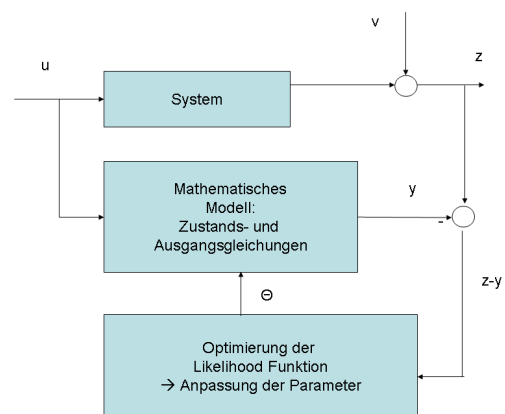 v
u
z
System
Mathematisches
Modell:
Zustands- und
Ausgangsgleichungen
y
-
z-y
Θ
Optimierung der
Likelihood Funktion
→ Anpassung der Parameter